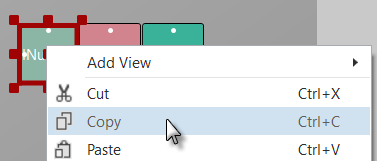 Add View
Cut Ctrl+X
Copy Ctrl+C
Paste Ctrl+V